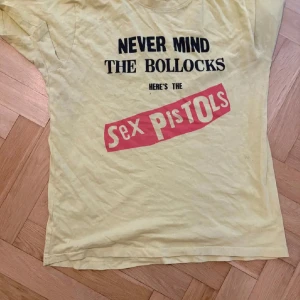 NEVER MIND
THE BOLLOCKS
HERE'S THE
SeX PiSTOLS